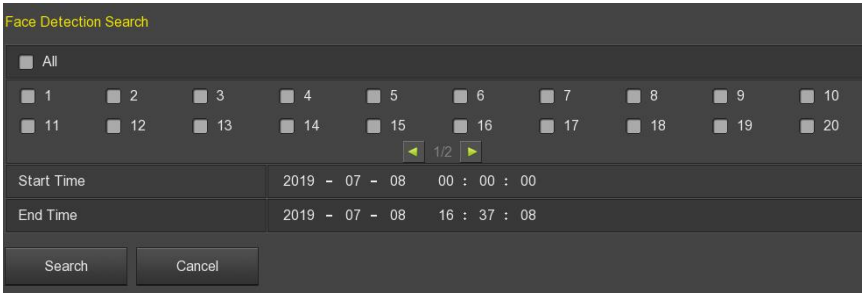 Face Detection Search
All
1 2 3 4 5 6 7 8 9 10
11 12 13 14 15 16 17 18 19 20
1/2
Start Time 2019 - 07 - 08 00 : 00 : 00
End Time 2019 - 07 - 08 16 : 37 : 08
Search Cancel